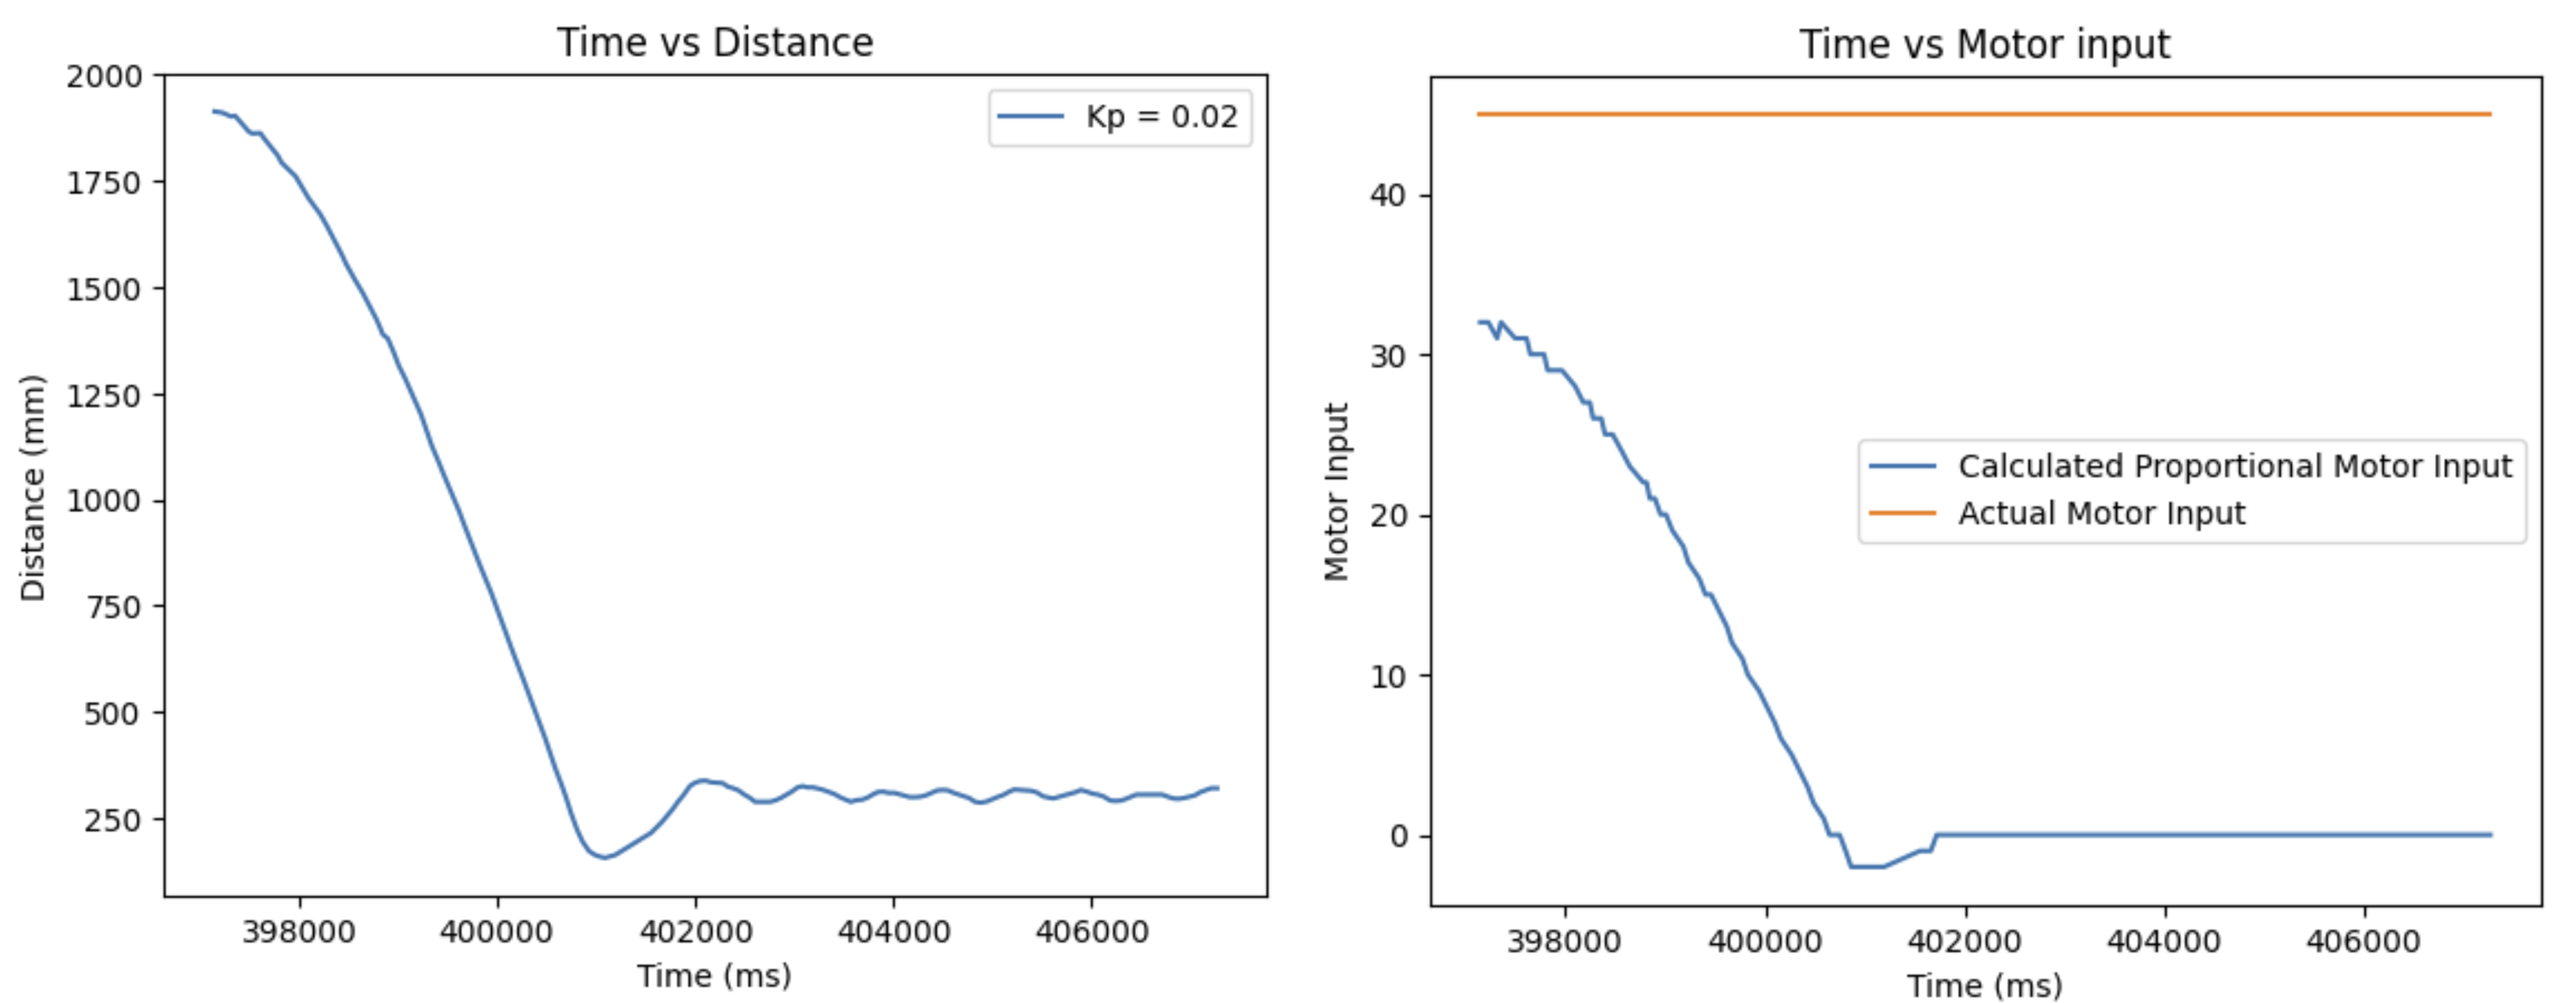 Time vs Distance
Kp = 0.02
2000
1750
1500
1250
1000
750
500
250
Distance (mm)
398000 400000 402000 404000 406000
Time (ms)
Time vs Motor input
40
30
20
10
0
Motor Input
Calculated Proportional Motor Input
Actual Motor Input
398000 400000 402000 404000 406000
Time (ms)